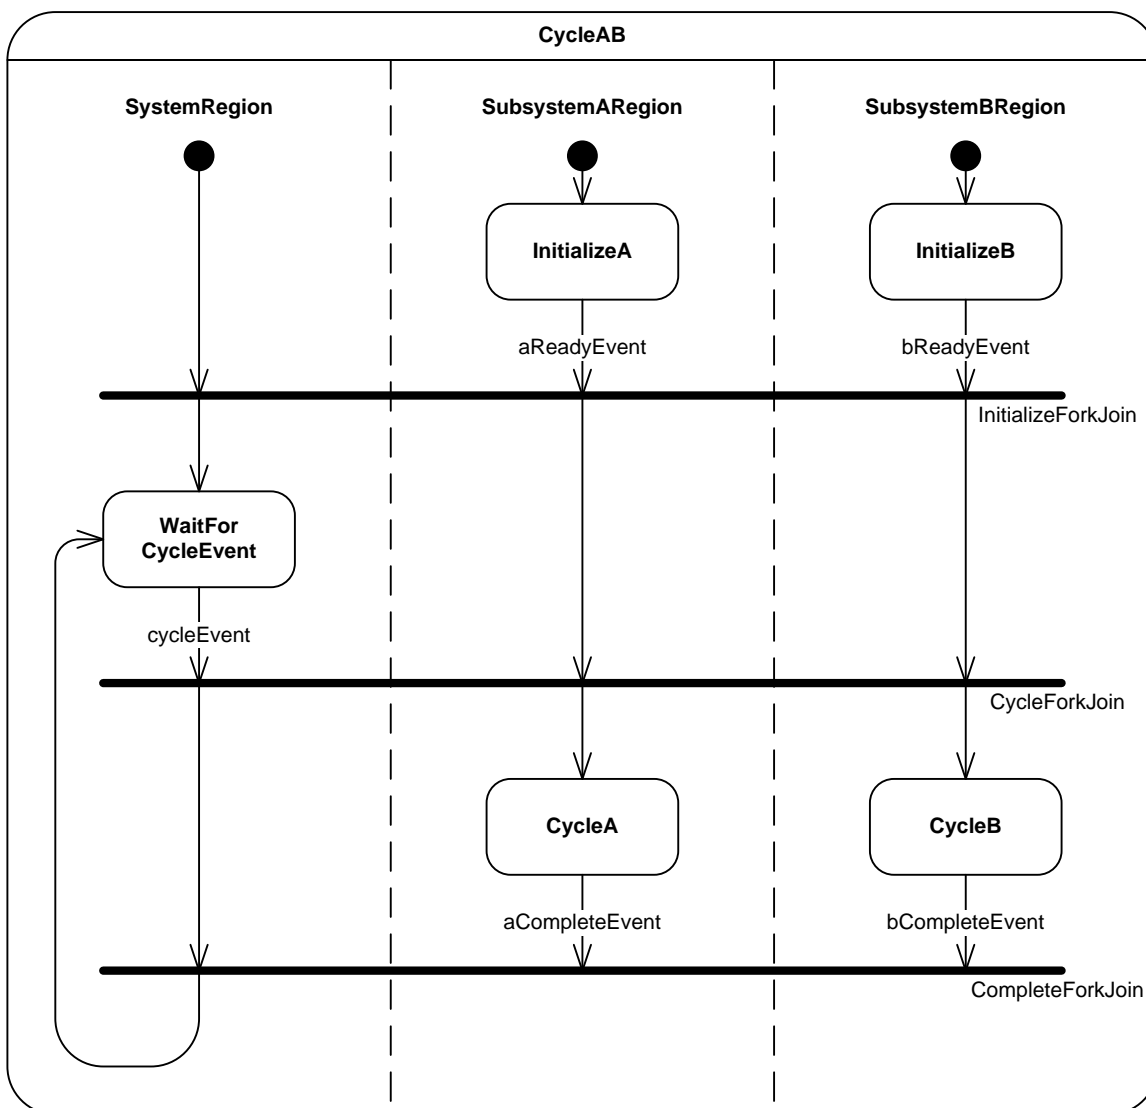 CycleAB
SystemRegion
SubsystemARegion
SubsystemBRegion
InitializeA
InitializeB
aReadyEvent
bReadyEvent
InitializeForkJoin
WaitFor
CycleEvent
cycleEvent
CycleForkJoin
CycleA
CycleB
aCompleteEvent
bCompleteEvent
CompleteForkJoin